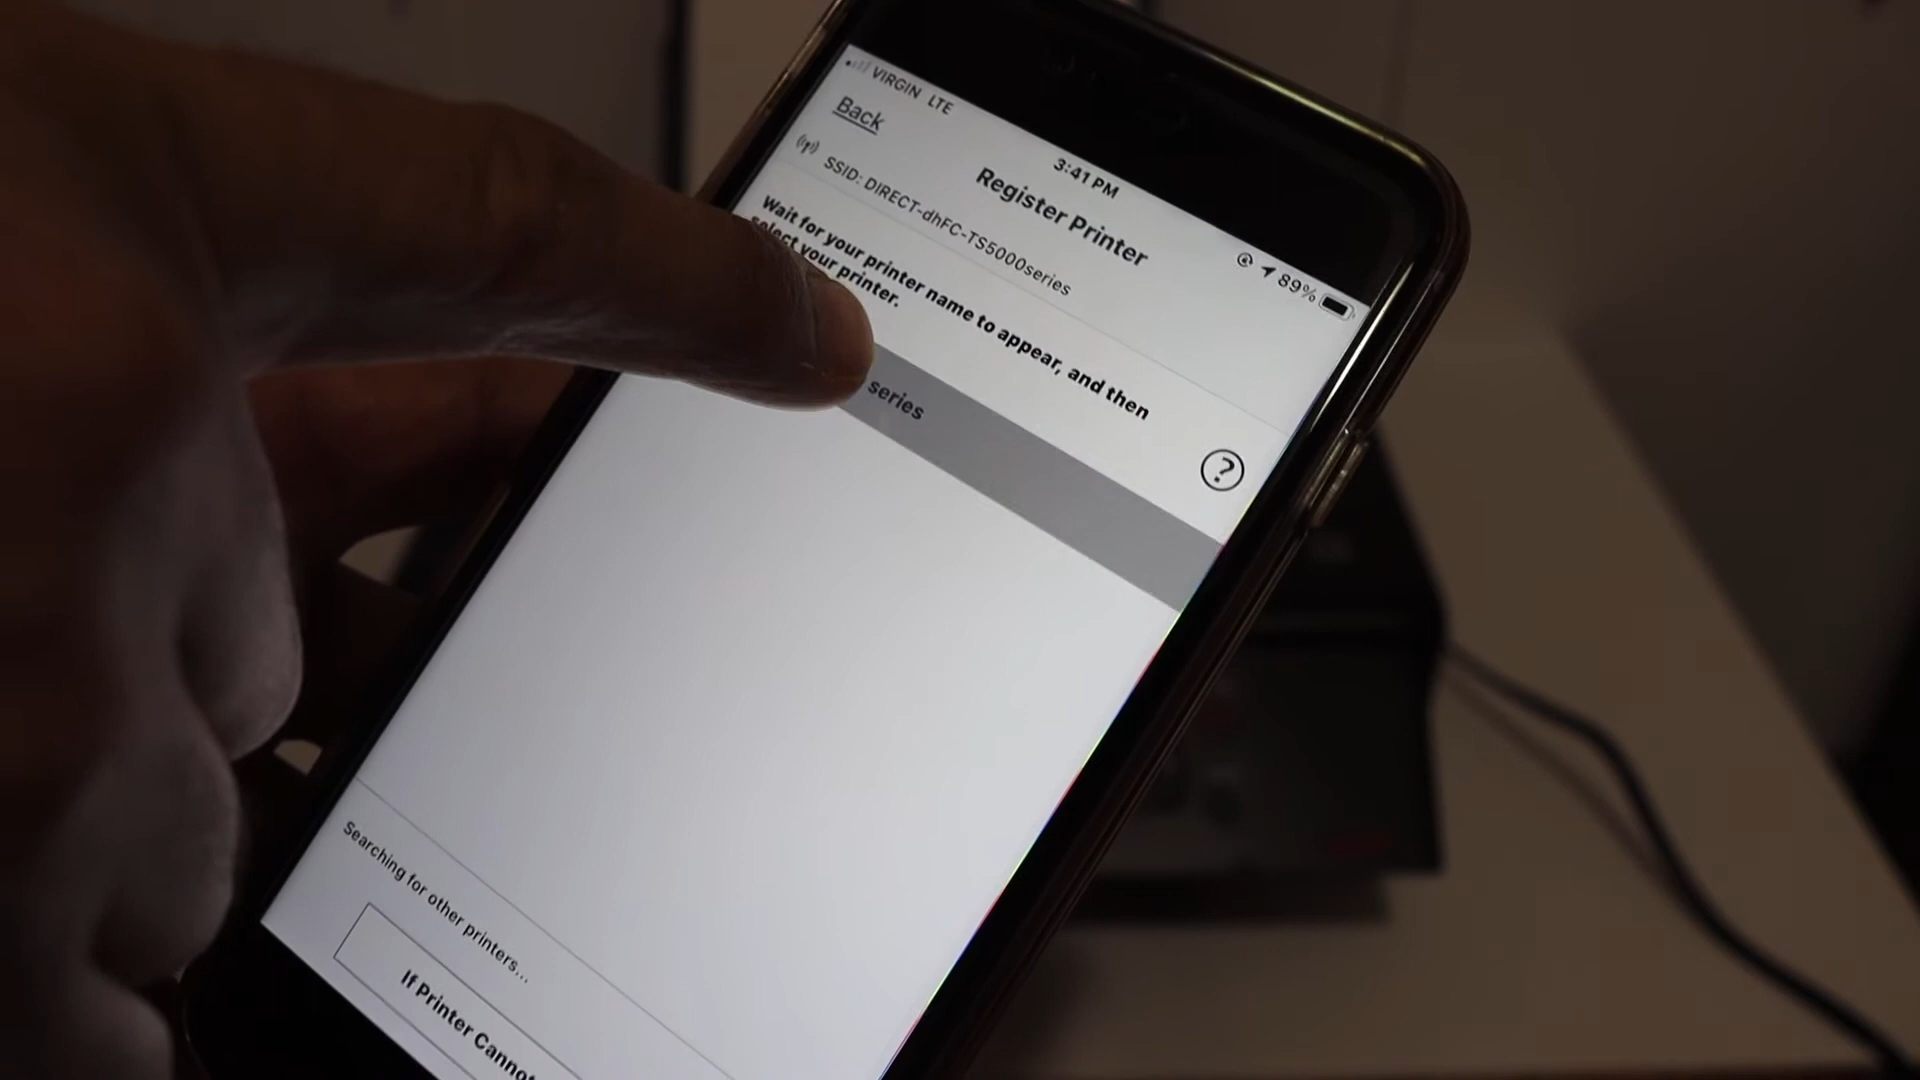 VIRGIN LTE
3:41 PM
89%
Back
Register Printer
SSID: DIRECT-dhFC-TS5000series
Wait for your printer name to appear, and then
select your printer.
?
series
Searching for other printers...
If Printer Cannot